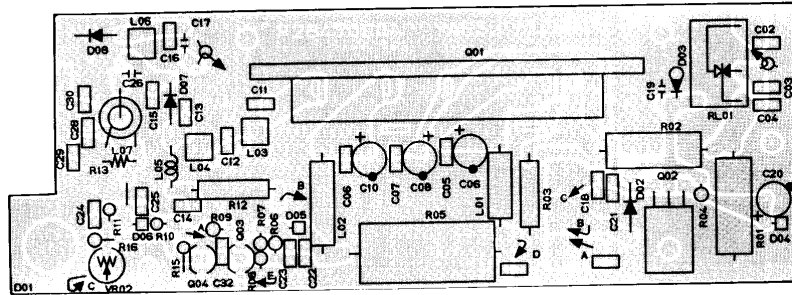 L06
C17
D08
C16
Q01
D03
C02
C26
D07
C19
C30
C15
C13
C11
C03
C28
RL01
C04
L07
C29
R13
L05
L04
C12
L03
R02
C06
C10
C07
C08
C05
C06
Q02
R12
B
L02
R05
L01
R03
C
C18
C21
D02
R04
R01
C20
D04
C24
R11
C25
C14
R09
Q03
R07
R06
D05
D06
R10
A
R16
R15
B
D
A
D01
C
VR02
Q04
C32
R08
E
C23
C22